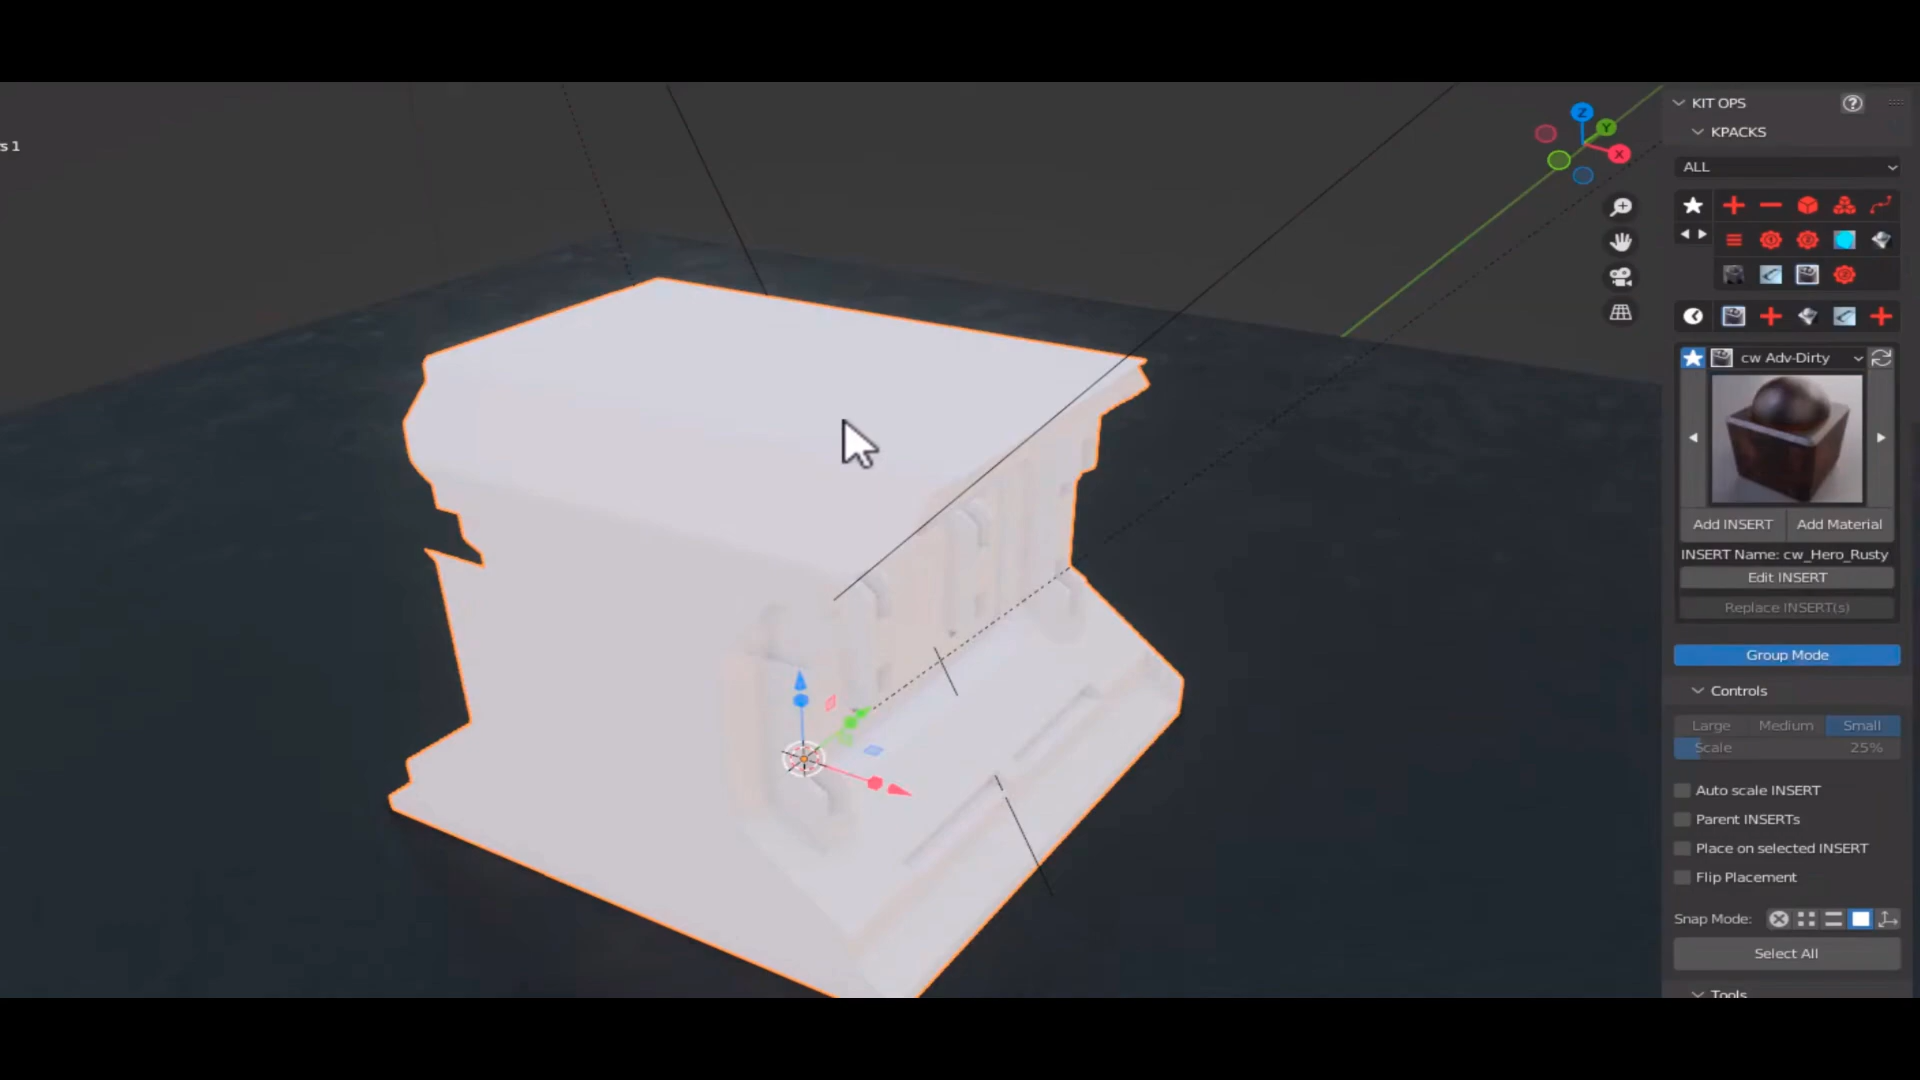 s 1
Z
Y
X
KIT OPS
?
KPACKS
ALL
cw Adv-Dirty
Add INSERT
Add Material
INSERT Name: cw_Hero_Rusty
Edit INSERT
Replace INSERT(s)
Group Mode
Controls
Large
Medium
Small
Scale
25%
Auto scale INSERT
Parent INSERTs
Place on selected INSERT
Flip Placement
Snap Mode:
Select All
Tools